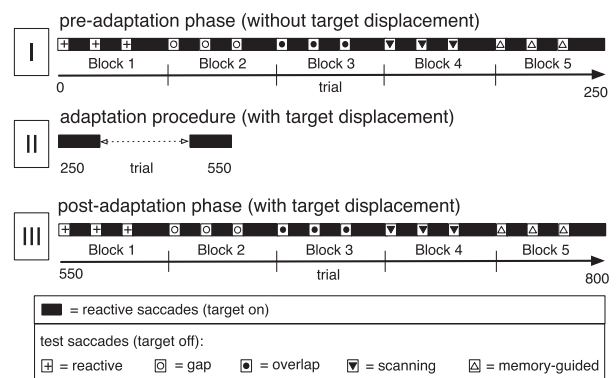 I
pre-adaptation phase (without target displacement)
Block 1 Block 2 Block 3 Block 4 Block 5
0 trial 250
II
adaptation procedure (with target displacement)
250 trial 550
III
post-adaptation phase (with target displacement)
Block 1 Block 2 Block 3 Block 4 Block 5
550 trial 800
= reactive saccades (target on)
test saccades (target off):
= reactive = gap = overlap = scanning = memory-guided